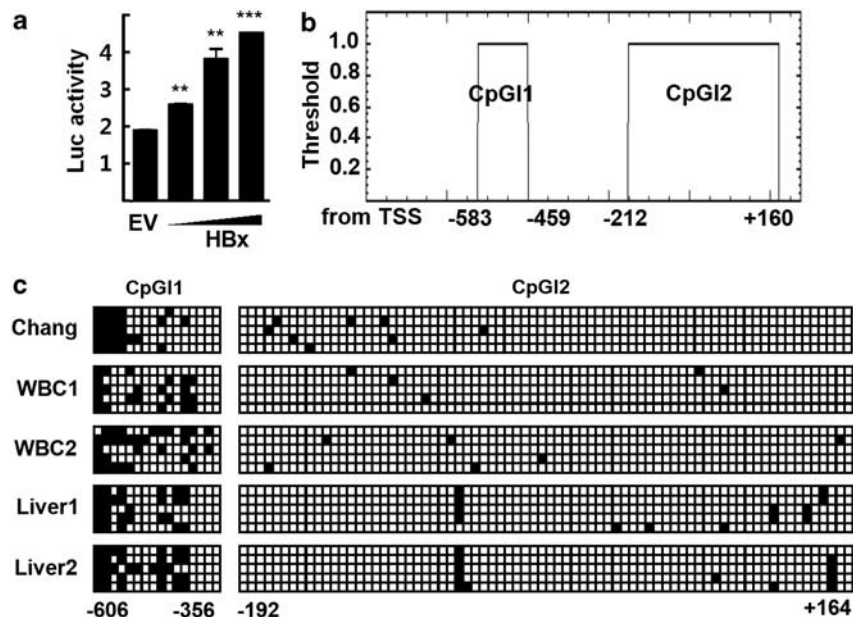 a
Luc activity
4
3
2
1
** ** ***
EV
HBx
b
Threshold
1.0
0.8
0.6
0.4
0.2
CpGI1
CpGI2
from TSS -583 -459 -212 +160
c
CpGI1 CpGI2
Chang
WBC1
WBC2
Liver1
Liver2
-606 -356 -192 +164